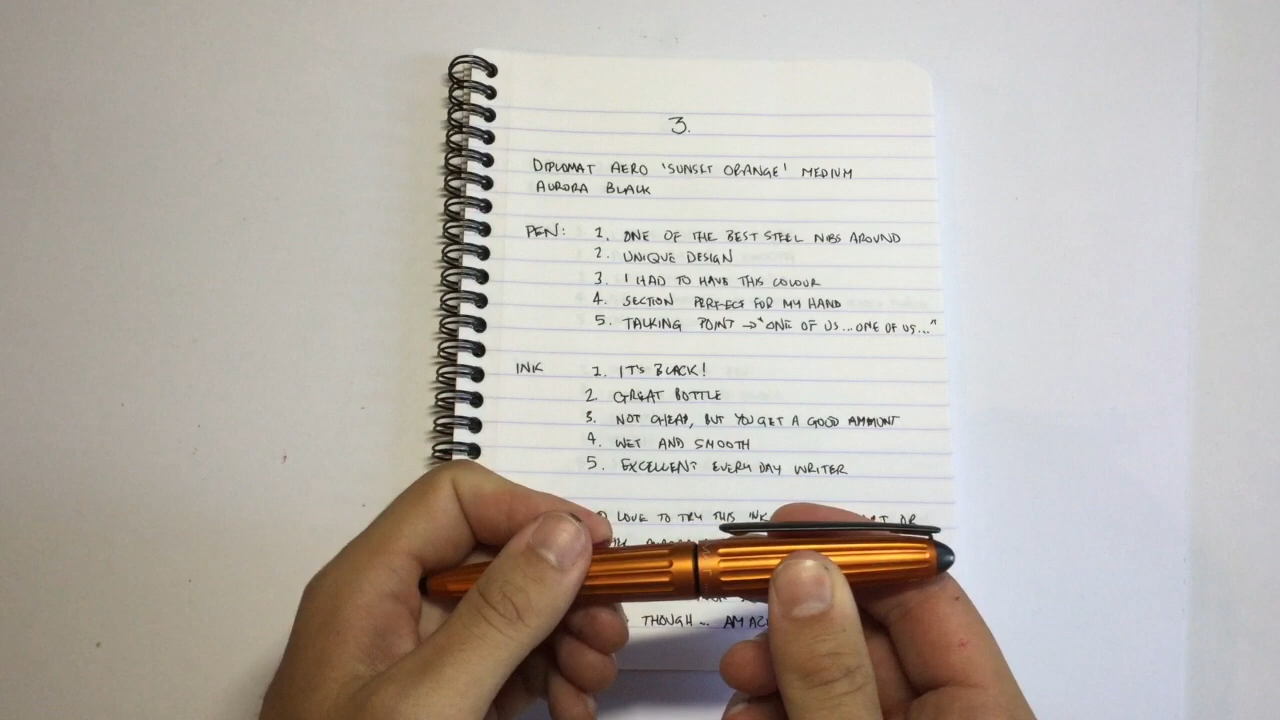 3.
DIPLOMAT AERO 'SUNSET ORANGE' MEDIUM
AURORA BLACK
PEN: 1. ONE OF THE BEST STEEL NIBS AROUND
2. UNIQUE DESIGN
3. I HAD TO HAVE THIS COLOUR
4. SECTION PERFECT FOR MY HAND
5. TALKING POINT → "ONE OF US... ONE OF US..."
INK 1. IT'S BLACK!
2. GREAT BOTTLE
3. NOT CHEAP, BUT YOU GET A GOOD AMMOUNT
4. WET AND SMOOTH
5. EXCELLENT EVERY DAY WRITER
LOVE TO TRY THIS INK OR
THOUGH...